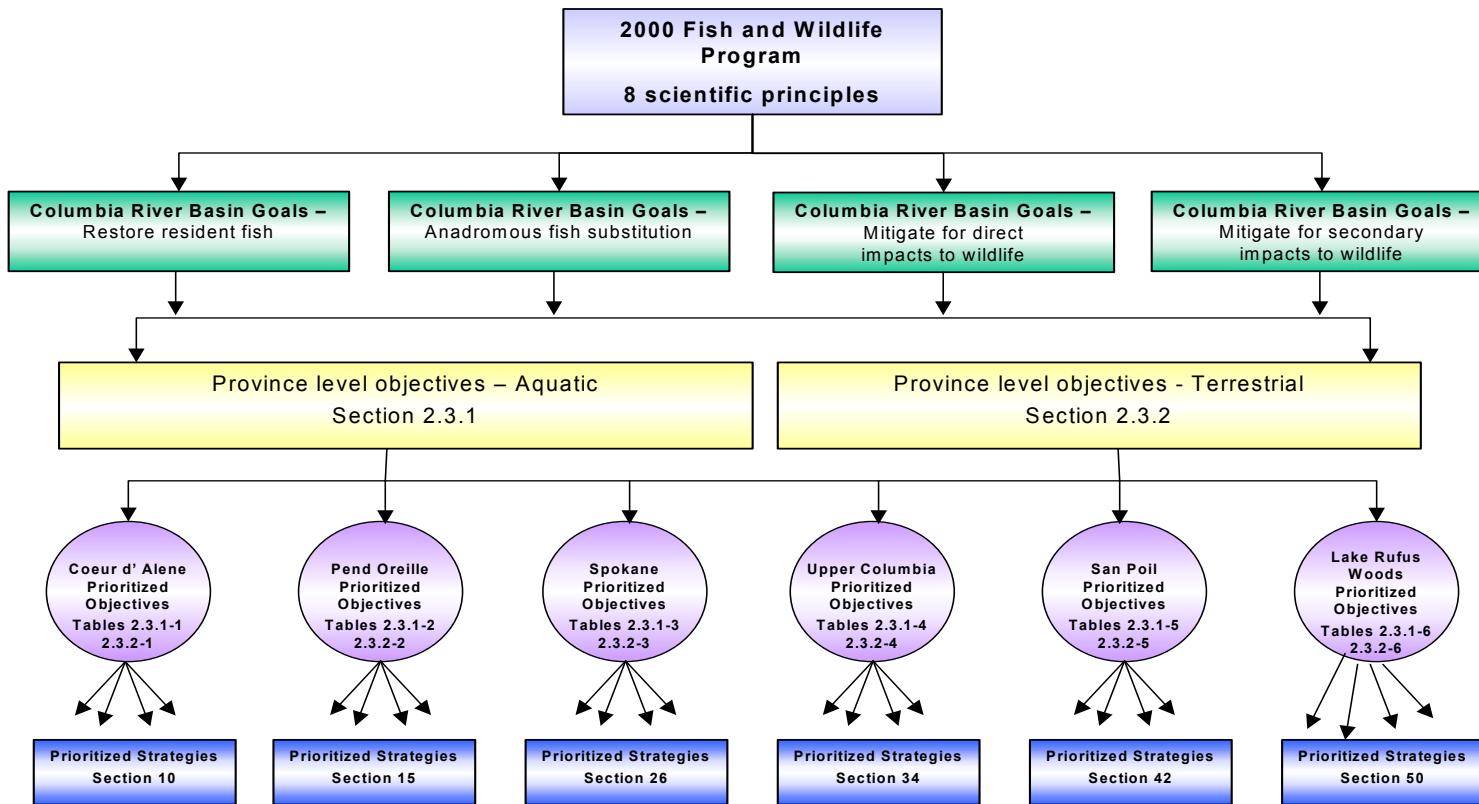 2000 Fish and Wildlife
Program
8 scientific principles
Columbia River Basin Goals –
Restore resident fish
Columbia River Basin Goals –
Anadromous fish substitution
Columbia River Basin Goals –
Mitigate for direct
impacts to wildlife
Columbia River Basin Goals –
Mitigate for secondary
impacts to wildlife
Province level objectives – Aquatic
Section 2.3.1
Province level objectives - Terrestrial
Section 2.3.2
Coeur d’ Alene
Prioritized
Objectives
Tables 2.3.1-1
2.3.2-1
Pend Oreille
Prioritized
Objectives
Tables 2.3.1-2
2.3.2-2
Spokane
Prioritized
Objectives
Tables 2.3.1-3
2.3.2-3
Upper Columbia
Prioritized
Objectives
Tables 2.3.1-4
2.3.2-4
San Poil
Prioritized
Objectives
Tables 2.3.1-5
2.3.2-5
Lake Rufus
Woods
Prioritized
Objectives
Tables 2.3.1-6
2.3.2-6
Prioritized Strategies
Section 10
Prioritized Strategies
Section 15
Prioritized Strategies
Section 26
Prioritized Strategies
Section 34
Prioritized Strategies
Section 42
Prioritized Strategies
Section 50